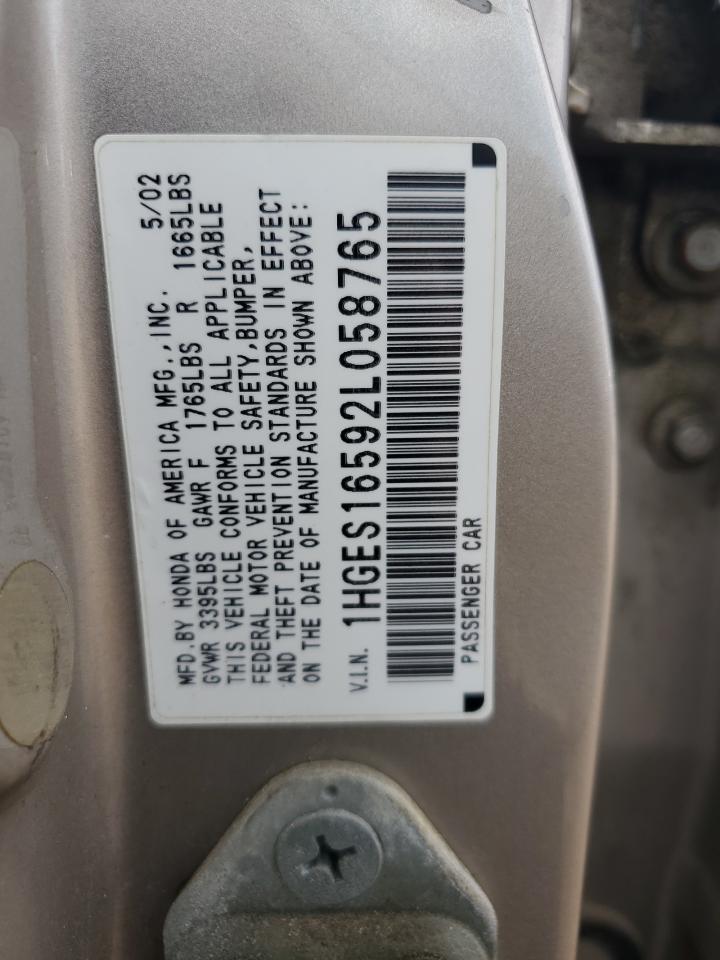 MFD.BY HONDA OF AMERICA MFG.,INC. 5/02
GVWR 3395LBS GAWR F 1765LBS R 1665LBS
THIS VEHICLE CONFORMS TO ALL APPLICABLE
FEDERAL MOTOR VEHICLE SAFETY,BUMPER,
AND THEFT PREVENTION STANDARDS IN EFFECT
ON THE DATE OF MANUFACTURE SHOWN ABOVE:
V.I.N. 1HGES16592L058765
PASSENGER CAR